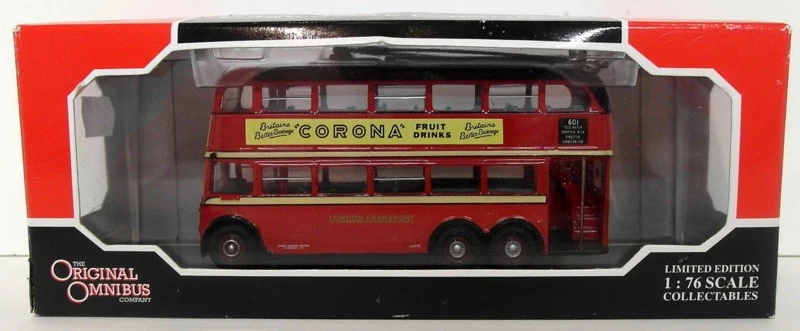 Britains
Better Beverage
"CORONA"
FRUIT
DRINKS
Britains
Better Beverage
601
LONDON TRANSPORT
THE
ORIGINAL
OMNIBUS
COMPANY
LIMITED EDITION
1 : 76 SCALE
COLLECTABLES